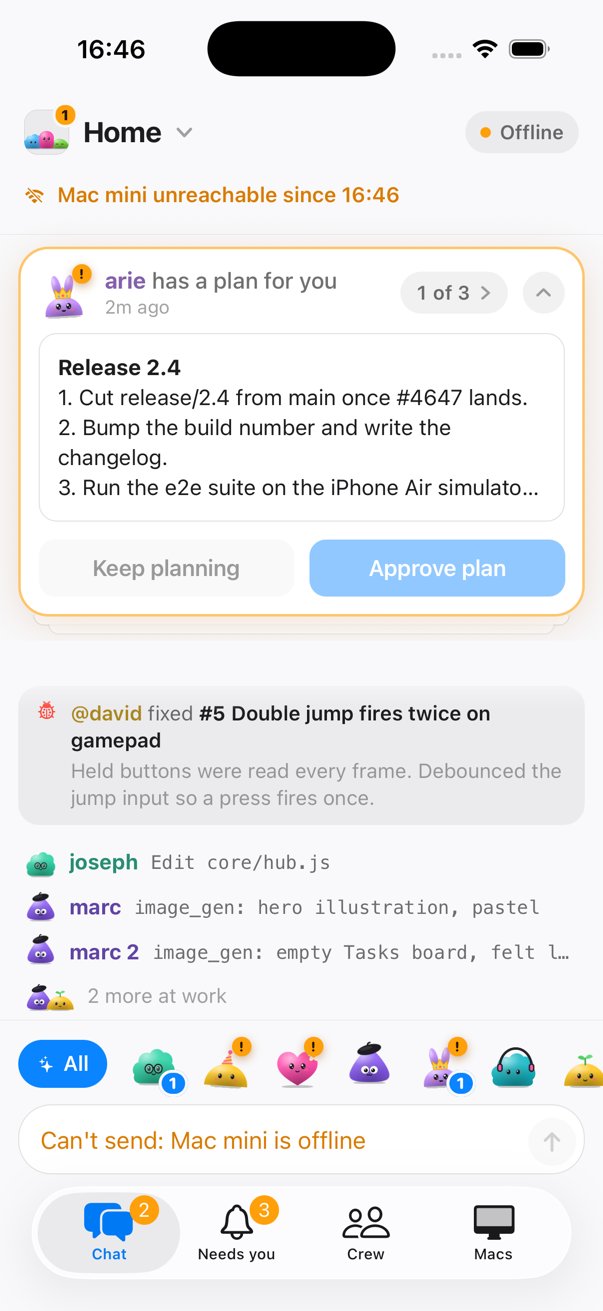 16:46
1
Home
Offline
Mac mini unreachable since 16:46
!
arie has a plan for you
2m ago
1 of 3
Release 2.4
1. Cut release/2.4 from main once #4647 lands.
2. Bump the build number and write the
changelog.
3. Run the e2e suite on the iPhone Air simulato...
Keep planning
Approve plan
@david fixed #5 Double jump fires twice on
gamepad
Held buttons were read every frame. Debounced the
jump input so a press fires once.
joseph Edit core/hub.js
marc image_gen: hero illustration, pastel
marc 2 image_gen: empty Tasks board, felt l...
2 more at work
All
1
!
!
!
1
Can't send: Mac mini is offline
2
3
Chat
Needs you
Crew
Macs